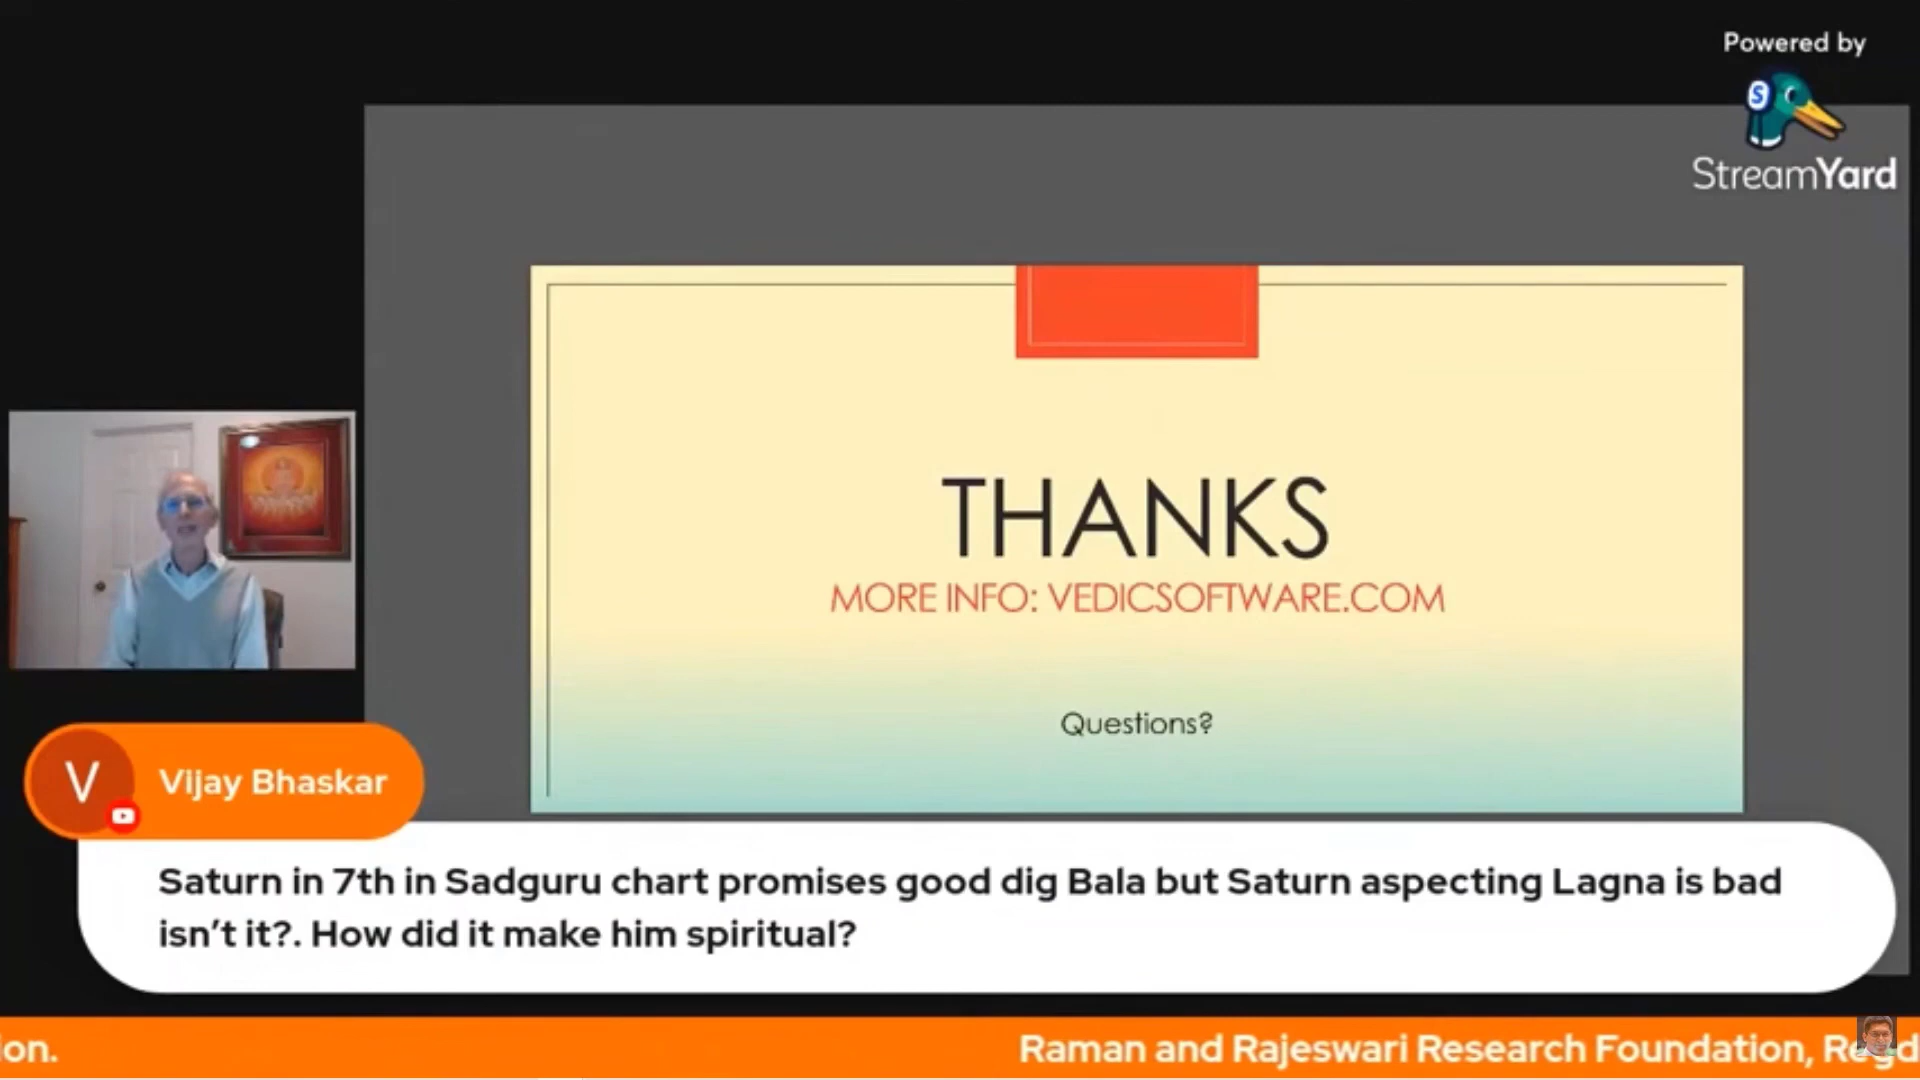 Powered by
S
StreamYard
THANKS
MORE INFO: VEDICSOFTWARE.COM
Questions?
V
Vijay Bhaskar
Saturn in 7th in Sadguru chart promises good dig Bala but Saturn aspecting Lagna is bad
isn't it?. How did it make him spiritual?
ion. Raman and Rajeswari Research Foundation,